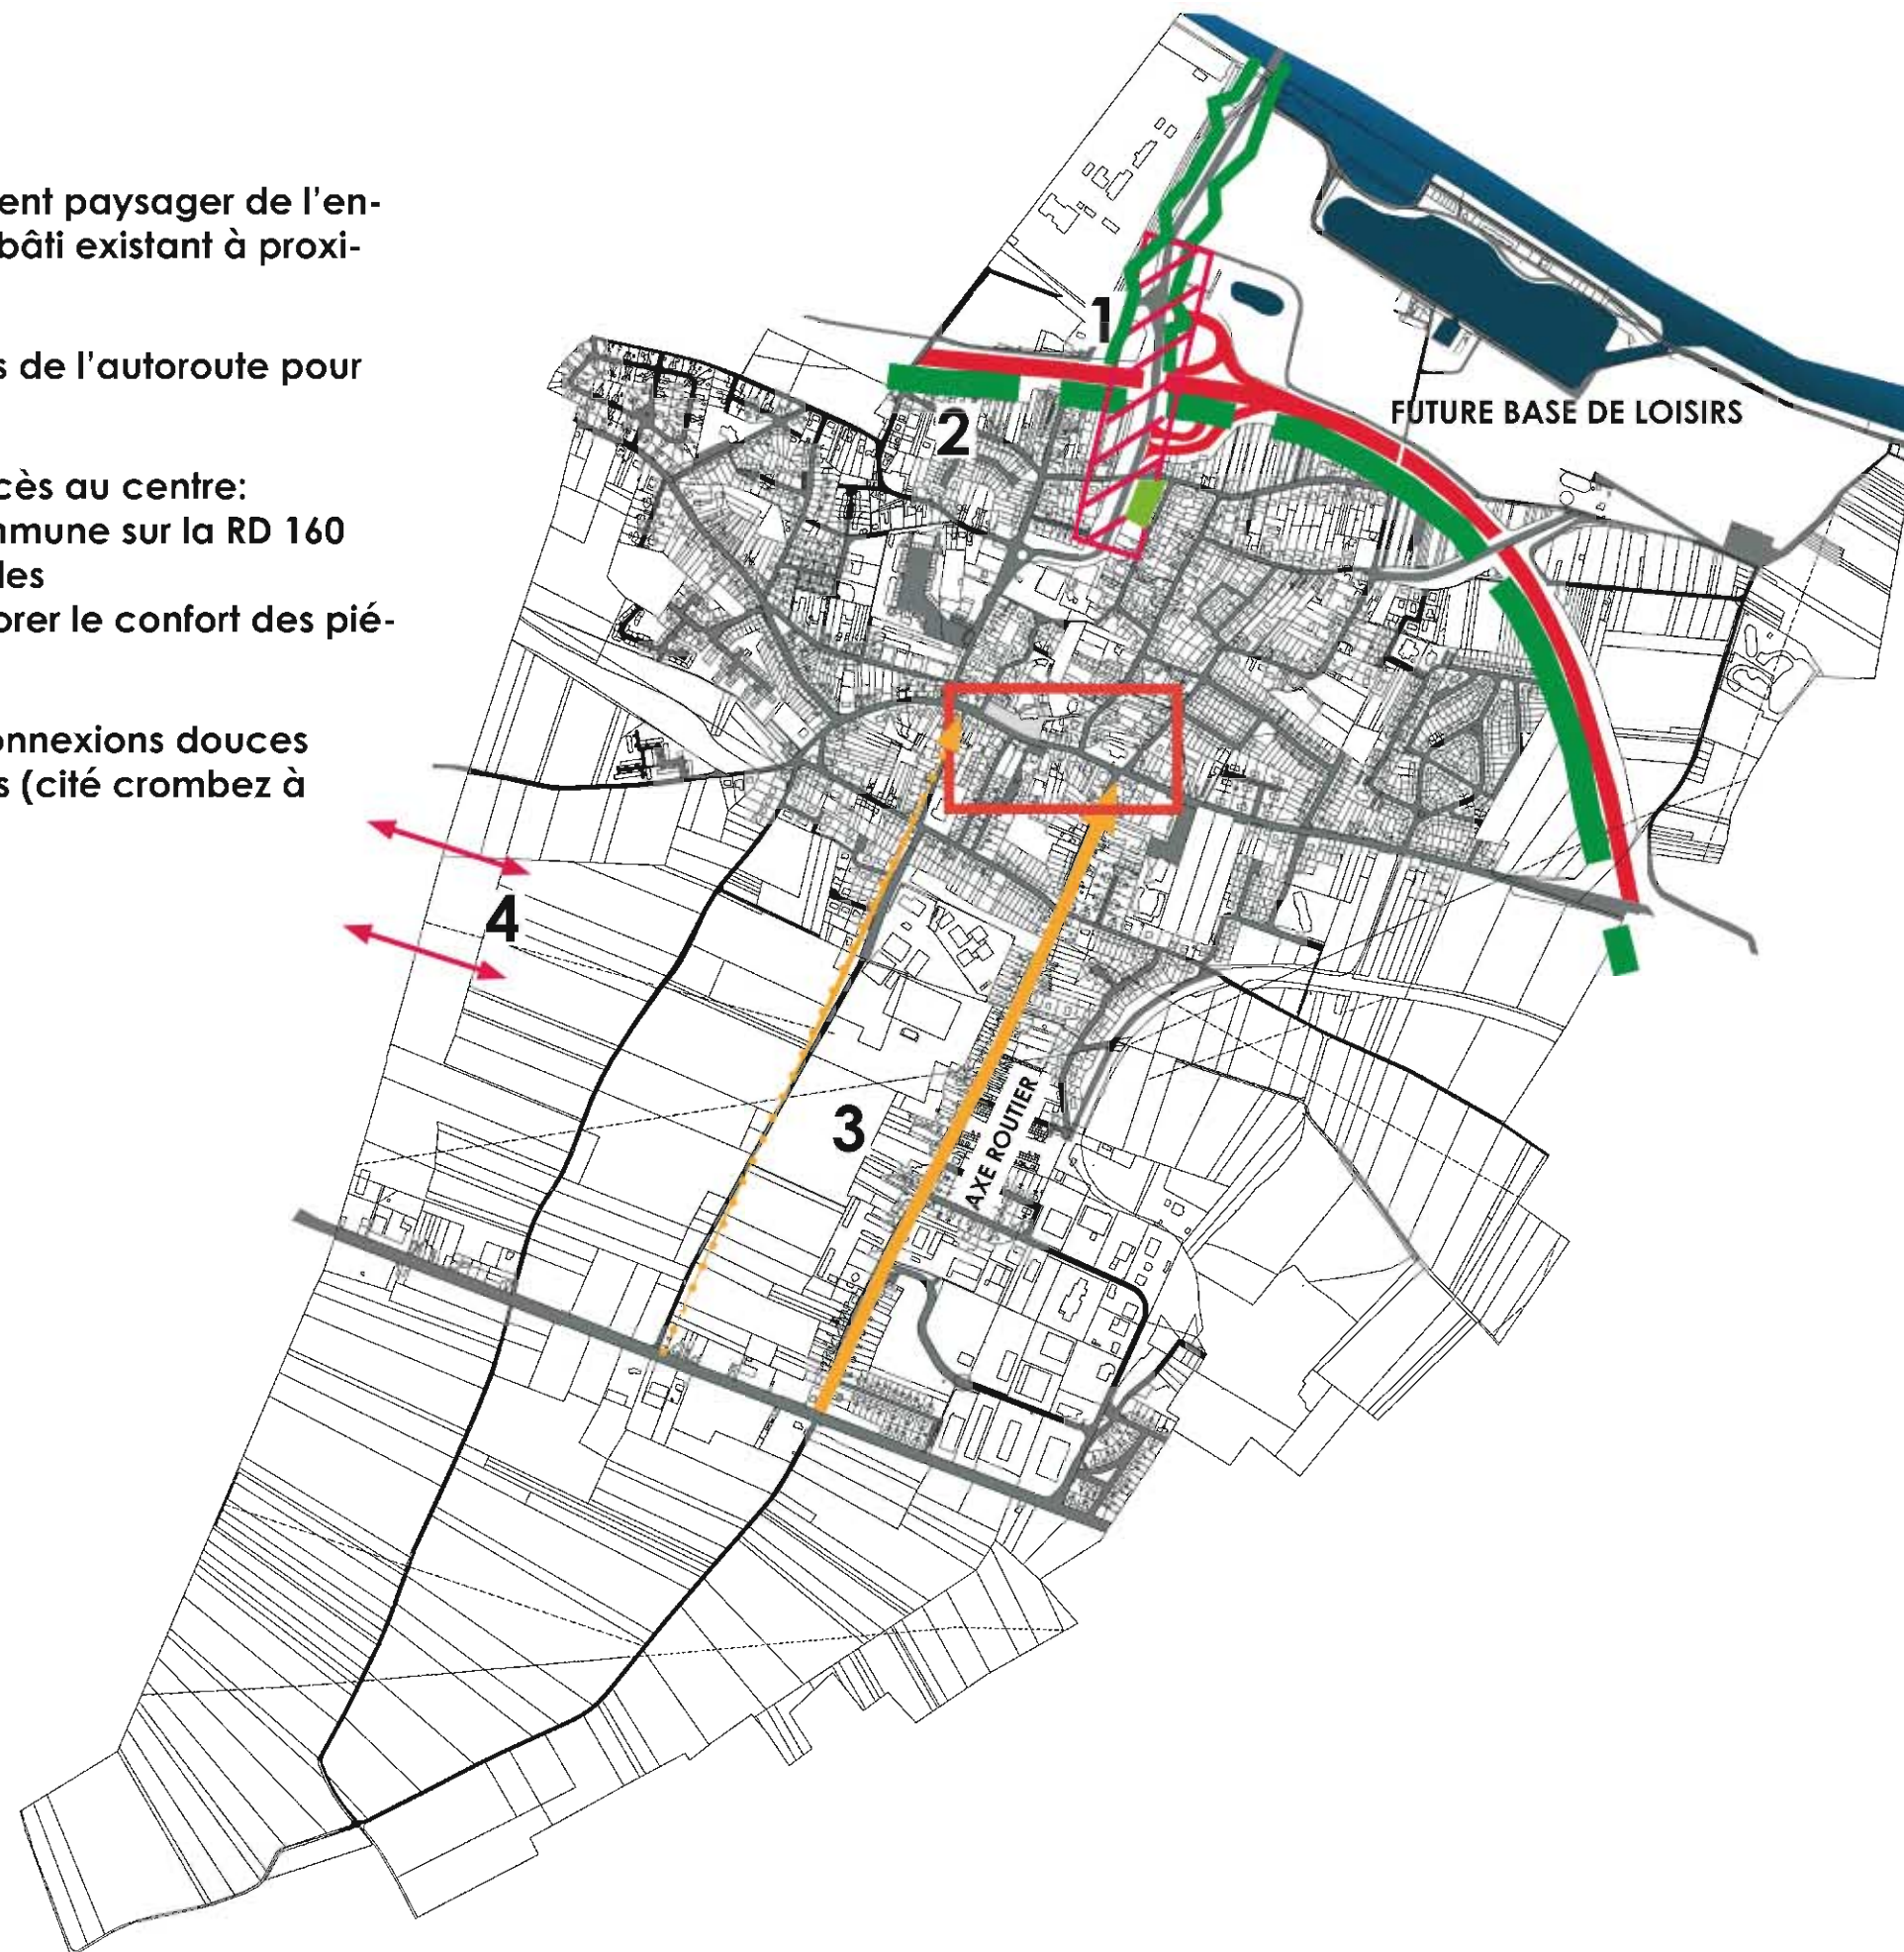 ent paysager de l'en-
bâti existant à proxi-
s de l'autoroute pour
cès au centre:
mmune sur la RD 160
les
orer le confort des pié-
onnexions douces
s (cité crombez à
1
2
FUTURE BASE DE LOISIRS
4
3
AXE ROUTIER